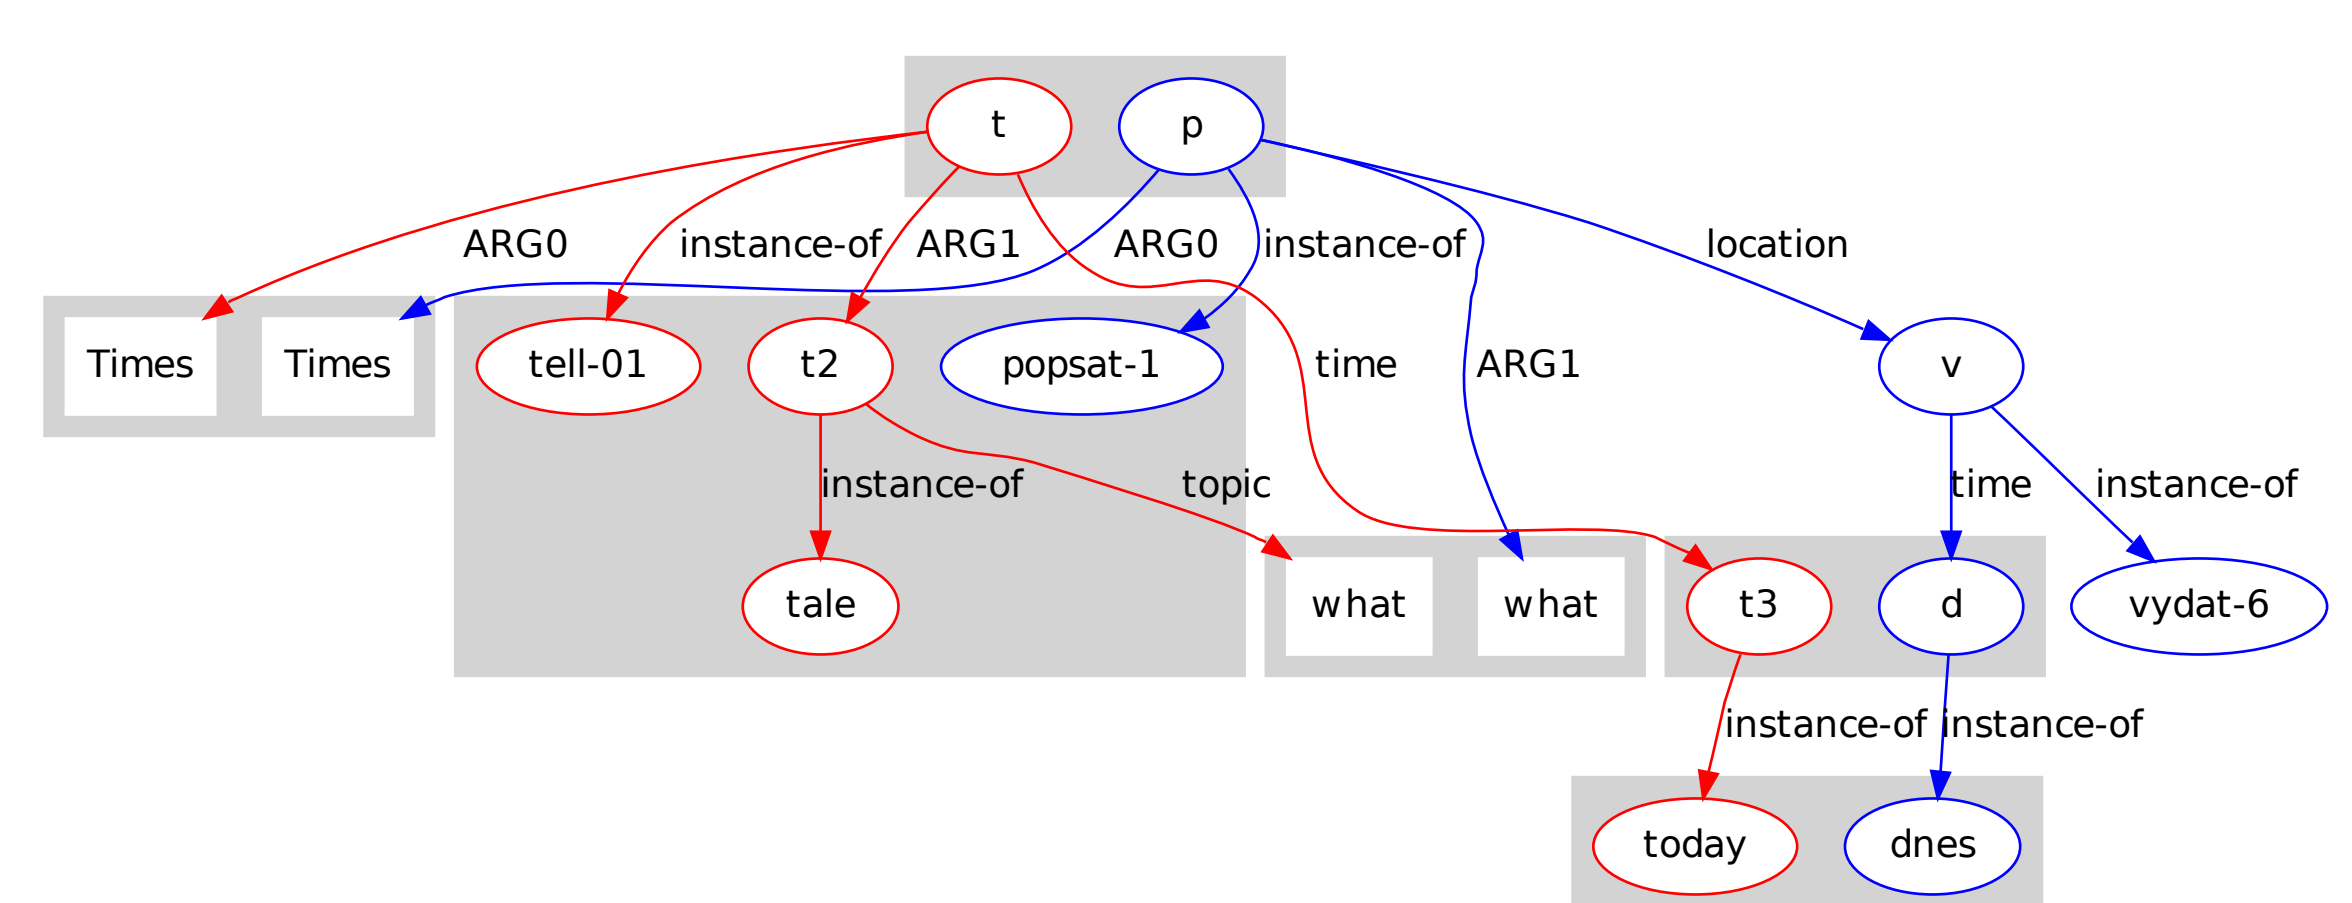 t p
ARG0 instance-of ARG1 ARG0 instance-of location
Times Times tell-01 t2 popsat-1 time ARG1 v
instance-of topic time instance-of
tale what what t3 d vydat-6
instance-of instance-of
today dnes